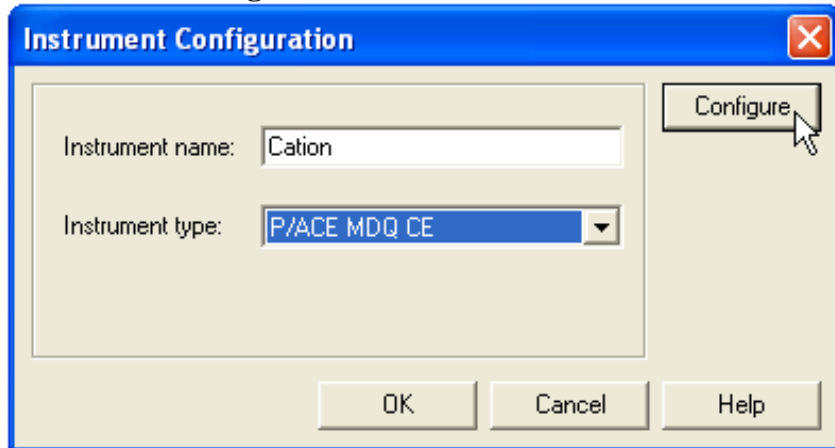 Instrument Configuration
Configure
Instrument name: Cation
Instrument type: P/ACE MDQ CE
OK Cancel Help